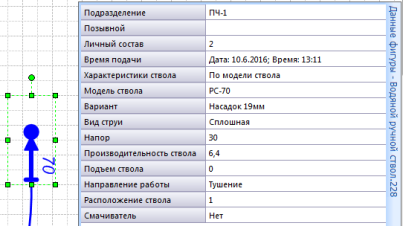 Подразделение ПЧ-1
Позывной
Личный состав 2
Время подачи Дата: 10.6.2016; Время: 13:11
Характеристики ствола По модели ствола
Модель ствола РС-70
Вариант Насадок 19мм
Вид струи Сплошная
Напор 30
Производительность ствола 6,4
Подъем ствола 0
Направление работы Тушение
Расположение ствола 1
Смачиватель Нет
Данные фигуры - Водяной ручной ствол.228
70